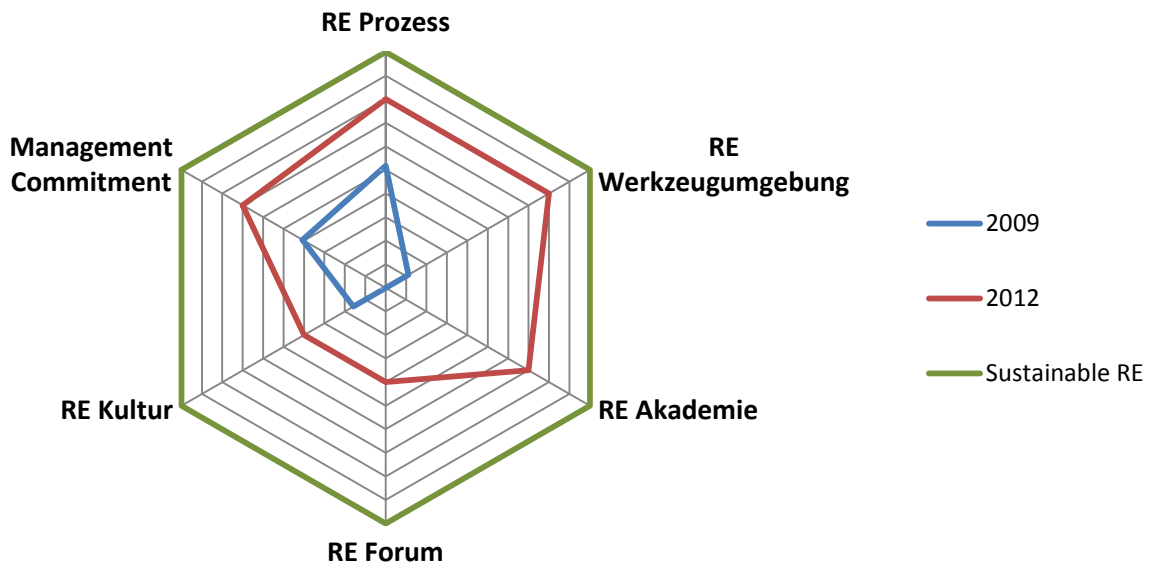 RE Prozess
Management
Commitment
RE
Werkzeugumgebung
2009
2012
Sustainable RE
RE Kultur
RE Akademie
RE Forum